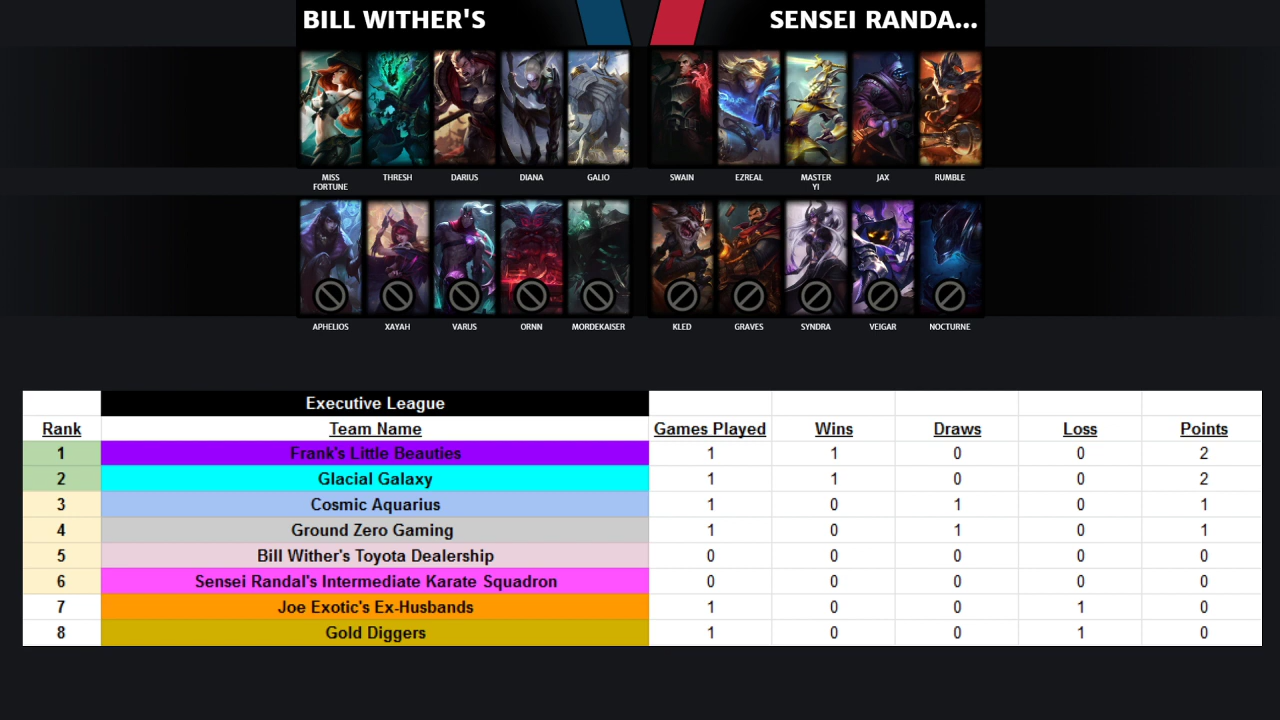 BILL WITHER'S SENSEI RANDA...
MISS FORTUNE THRESH DARIUS DIANA GALIO SWAIN EZREAL MASTER YI JAX RUMBLE
APHELIOS XAYAH VARUS ORNN MORDEKAISER KLED GRAVES SYNDRA VEIGAR NOCTURNE
Executive League
Rank Team Name Games Played Wins Draws Loss Points
1 Frank's Little Beauties 1 1 0 0 2
2 Glacial Galaxy 1 1 0 0 2
3 Cosmic Aquarius 1 0 1 0 1
4 Ground Zero Gaming 1 0 1 0 1
5 Bill Wither's Toyota Dealership 0 0 0 0 0
6 Sensei Randal's Intermediate Karate Squadron 0 0 0 0 0
7 Joe Exotic's Ex-Husbands 1 0 0 1 0
8 Gold Diggers 1 0 0 1 0